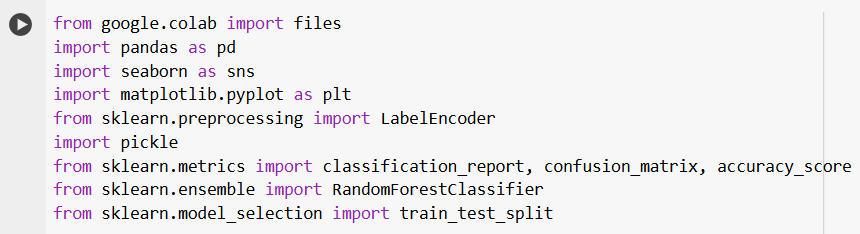 from google.colab import files
import pandas as pd
import seaborn as sns
import matplotlib.pyplot as plt
from sklearn.preprocessing import LabelEncoder
import pickle
from sklearn.metrics import classification_report, confusion_matrix, accuracy_score
from sklearn.ensemble import RandomForestClassifier
from sklearn.model_selection import train_test_split